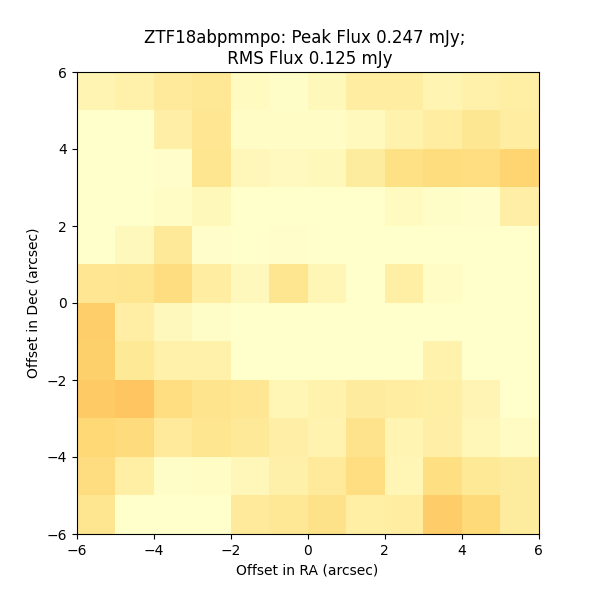 ZTF18abpmmpo: Peak Flux 0.247 mJy;
RMS Flux 0.125 mJy
6
4
2
0
−2
−4
−6
Offset in Dec (arcsec)
−6 −4 −2 0 2 4 6
Offset in RA (arcsec)